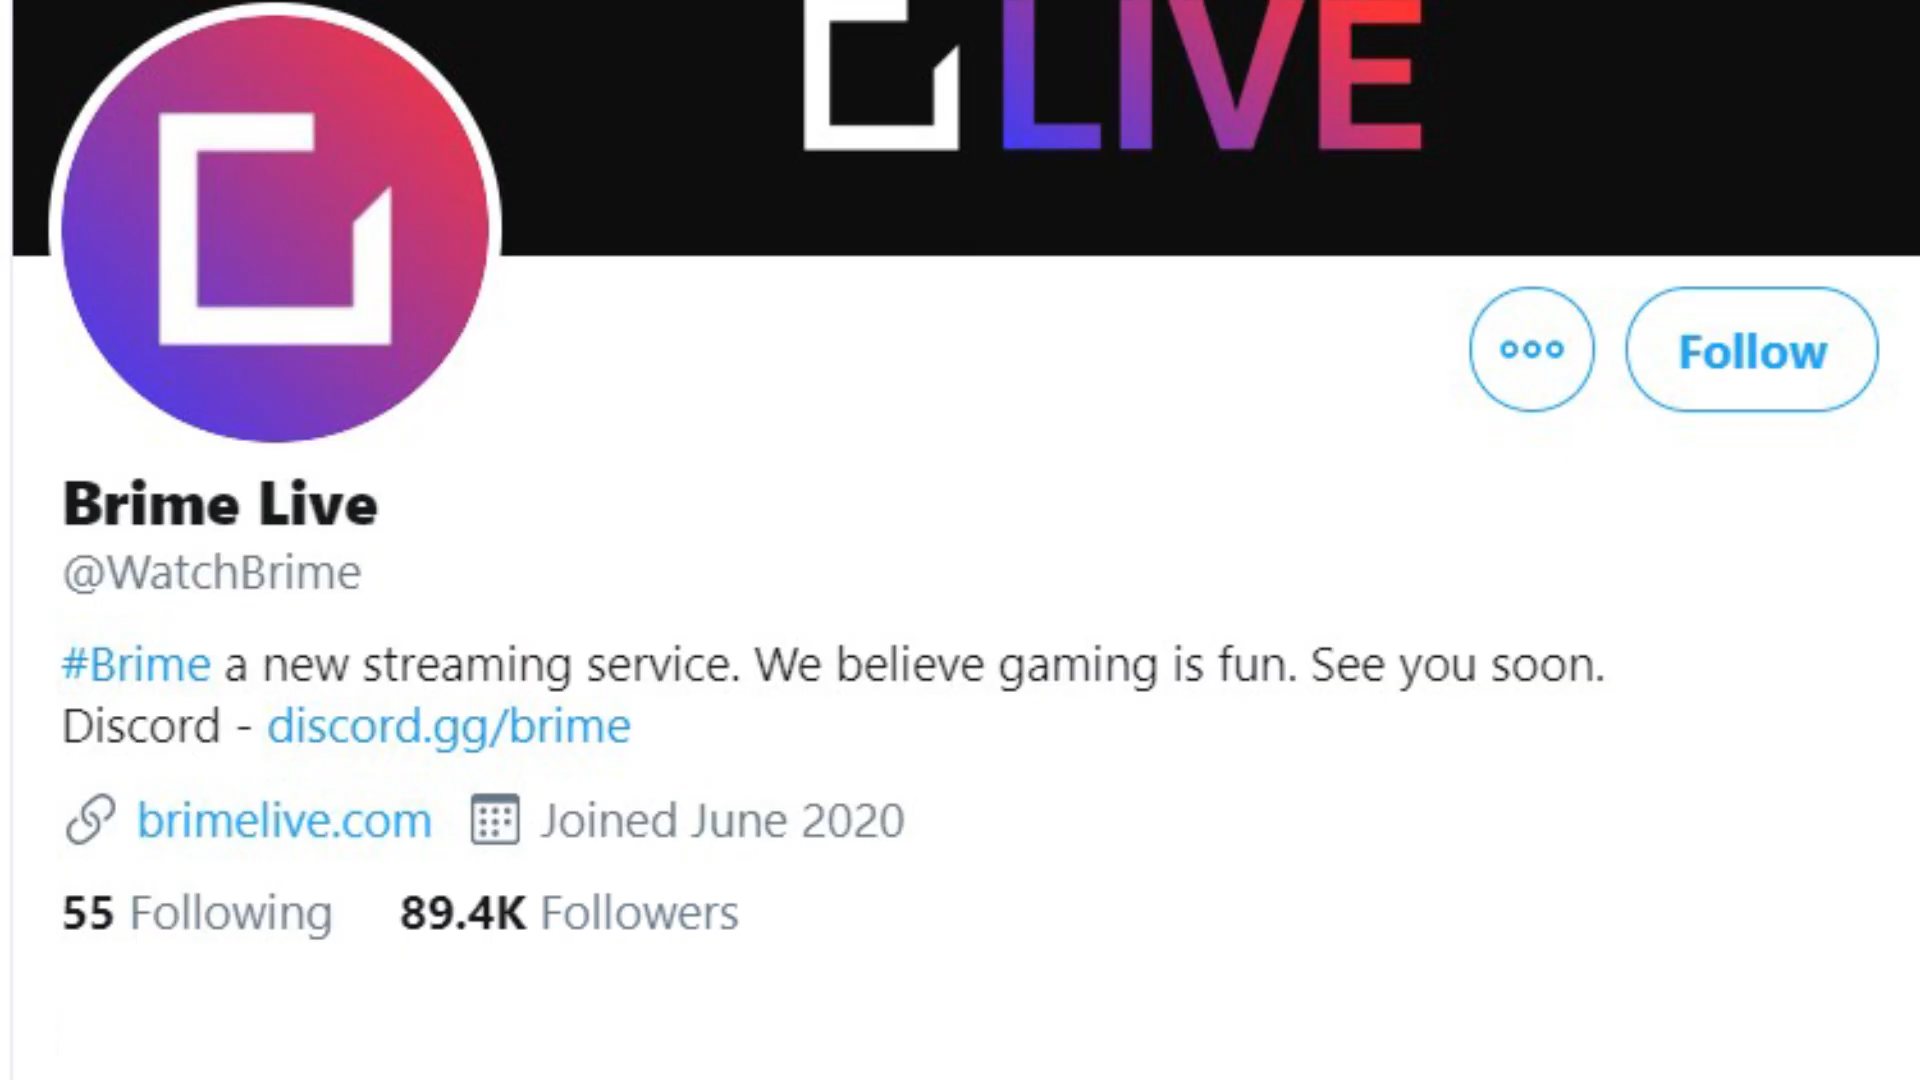 LIVE
Follow
Brime Live
@WatchBrime
#Brime a new streaming service. We believe gaming is fun. See you soon.
Discord - discord.gg/brime
brimelive.com Joined June 2020
55 Following 89.4K Followers